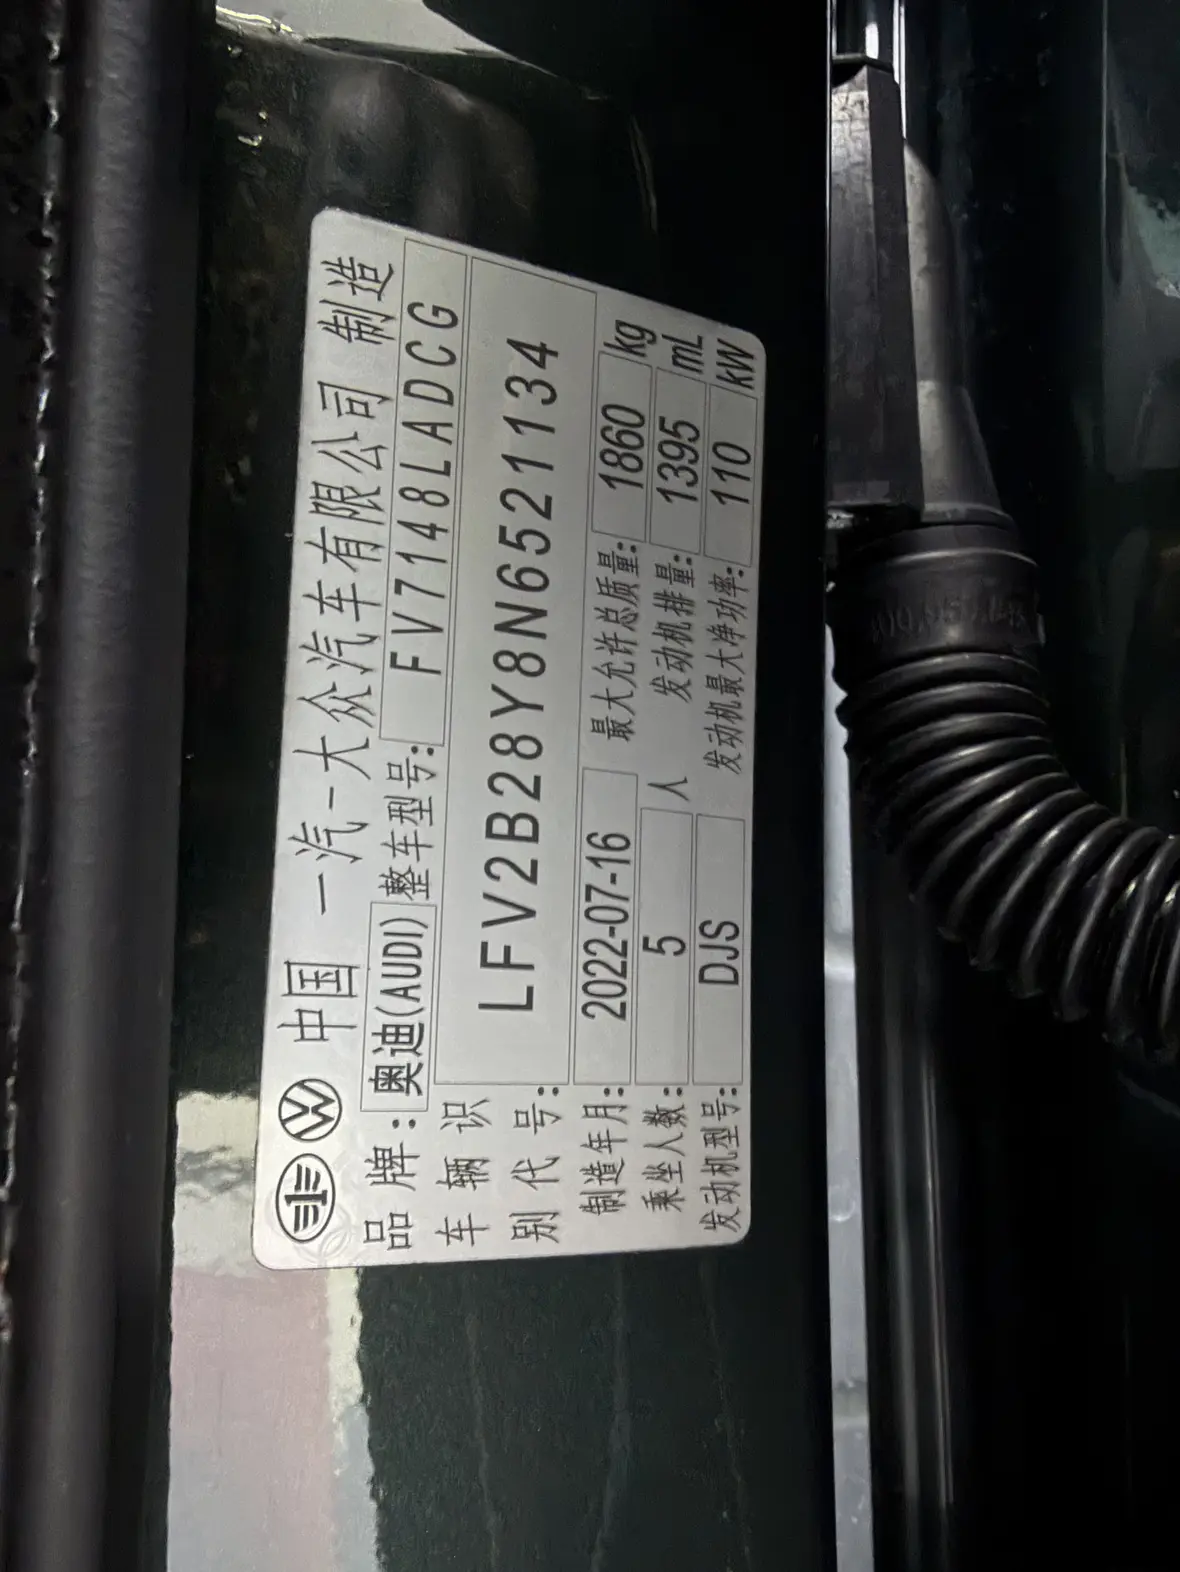 中国 一汽-大众汽车有限公司 制造
品牌:奥迪(AUDI) 整车型号:FV7148LADCG
车辆识
别代号: LFV2B28Y8N6521134
制造年月:2022-07-16 最大允许总质量:1860 kg
乘坐人数:5 人 发动机排量:1395 mL
发动机型号:DJS 发动机最大净功率:110 kW